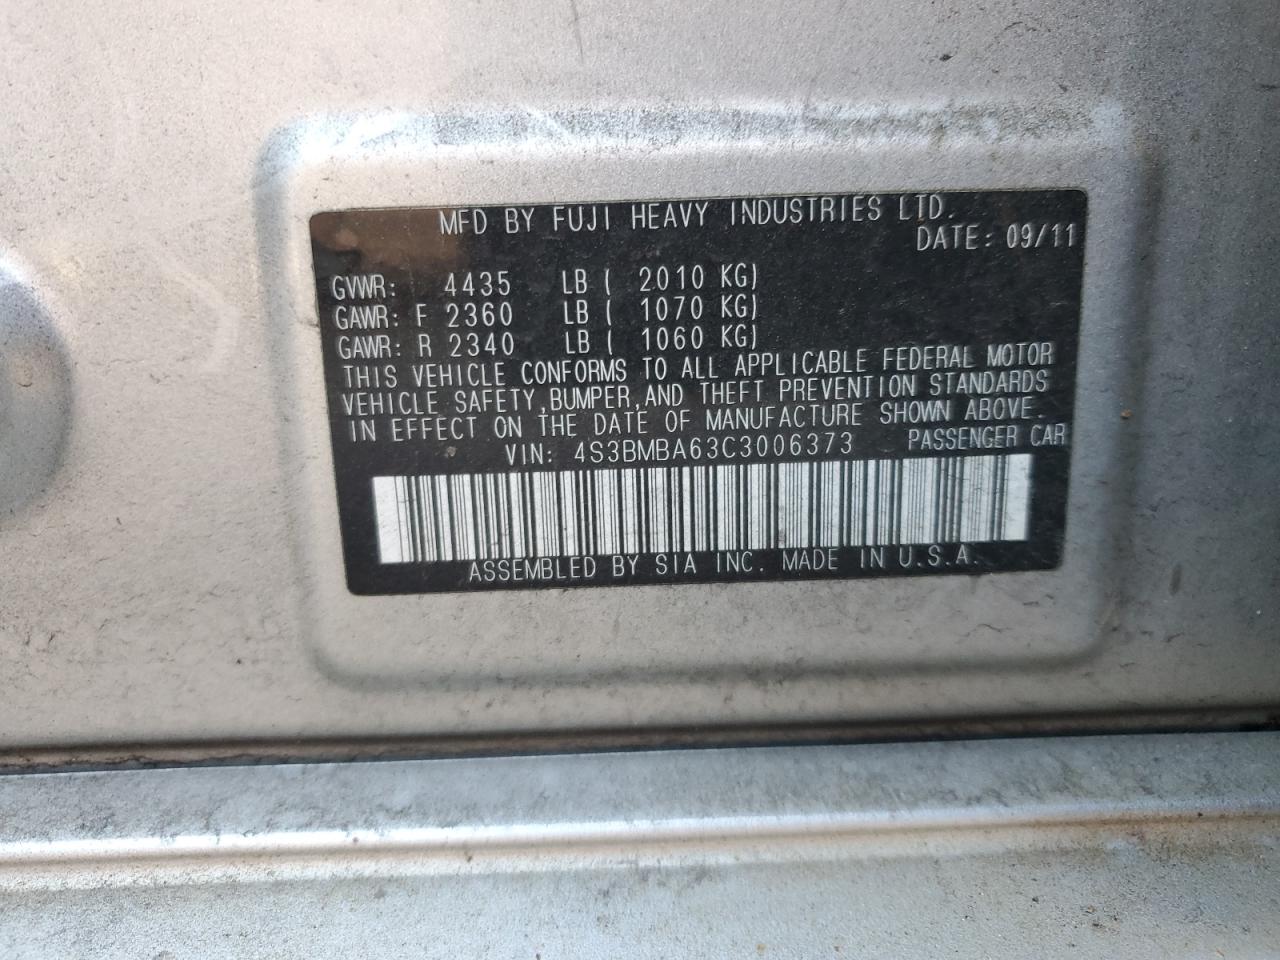 MFD BY FUJI HEAVY INDUSTRIES LTD.
DATE: 09/11
GVWR: 4435 LB ( 2010 KG)
GAWR: F 2360 LB ( 1070 KG)
GAWR: R 2340 LB ( 1060 KG)
THIS VEHICLE CONFORMS TO ALL APPLICABLE FEDERAL MOTOR
VEHICLE SAFETY, BUMPER, AND THEFT PREVENTION STANDARDS
IN EFFECT ON THE DATE OF MANUFACTURE SHOWN ABOVE.
VIN: 4S3BMBA63C3006373 PASSENGER CAR
ASSEMBLED BY SIA INC. MADE IN U.S.A.